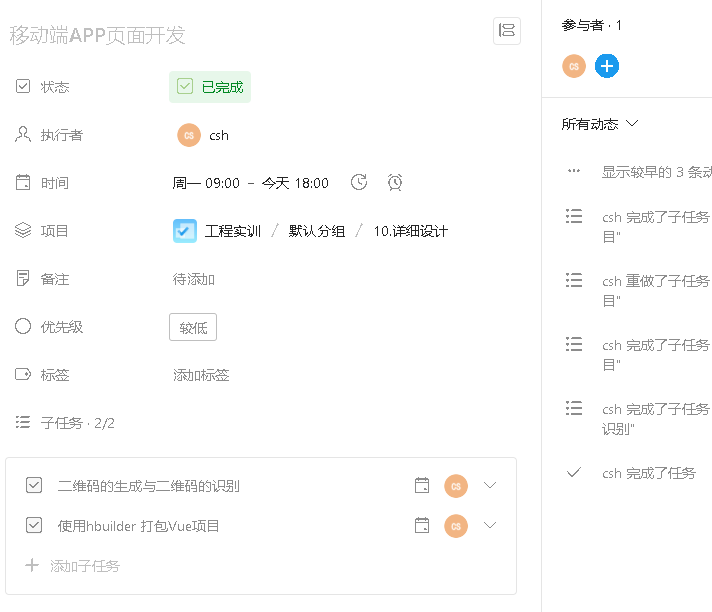 移动端APP页面开发
状态
已完成
执行者
cs csh
时间
周一 09:00 – 今天 18:00
项目
工程实训 / 默认分组 / 10.详细设计
备注
待添加
优先级
较低
标签
添加标签
子任务 · 2/2
二维码的生成与二维码的识别
cs
使用hbuilder 打包Vue项目
cs
添加子任务
参与者 · 1
cs
所有动态
显示较早的 3 条
csh 完成了子任务
目"
csh 重做了子任务
目"
csh 完成了子任务
目"
csh 完成了子任务
识别"
csh 完成了任务